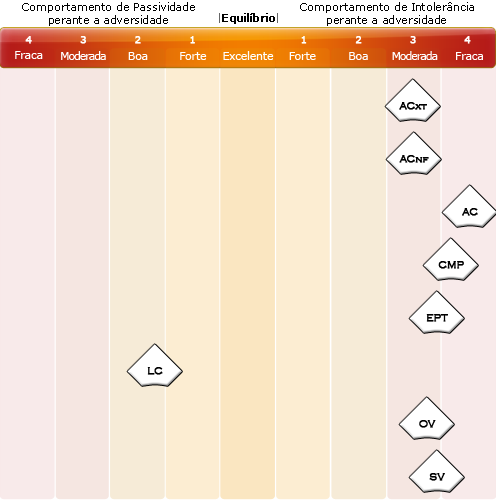 Comportamento de Passividade
perante a adversidade
|Equilíbrio|
Comportamento de Intolerância
perante a adversidade
4 3 2 1 1 2 3 4
Fraca Moderada Boa Forte Excelente Forte Boa Moderada Fraca
ACXT
ACNF
AC
CMP
EPT
LC
OV
SV